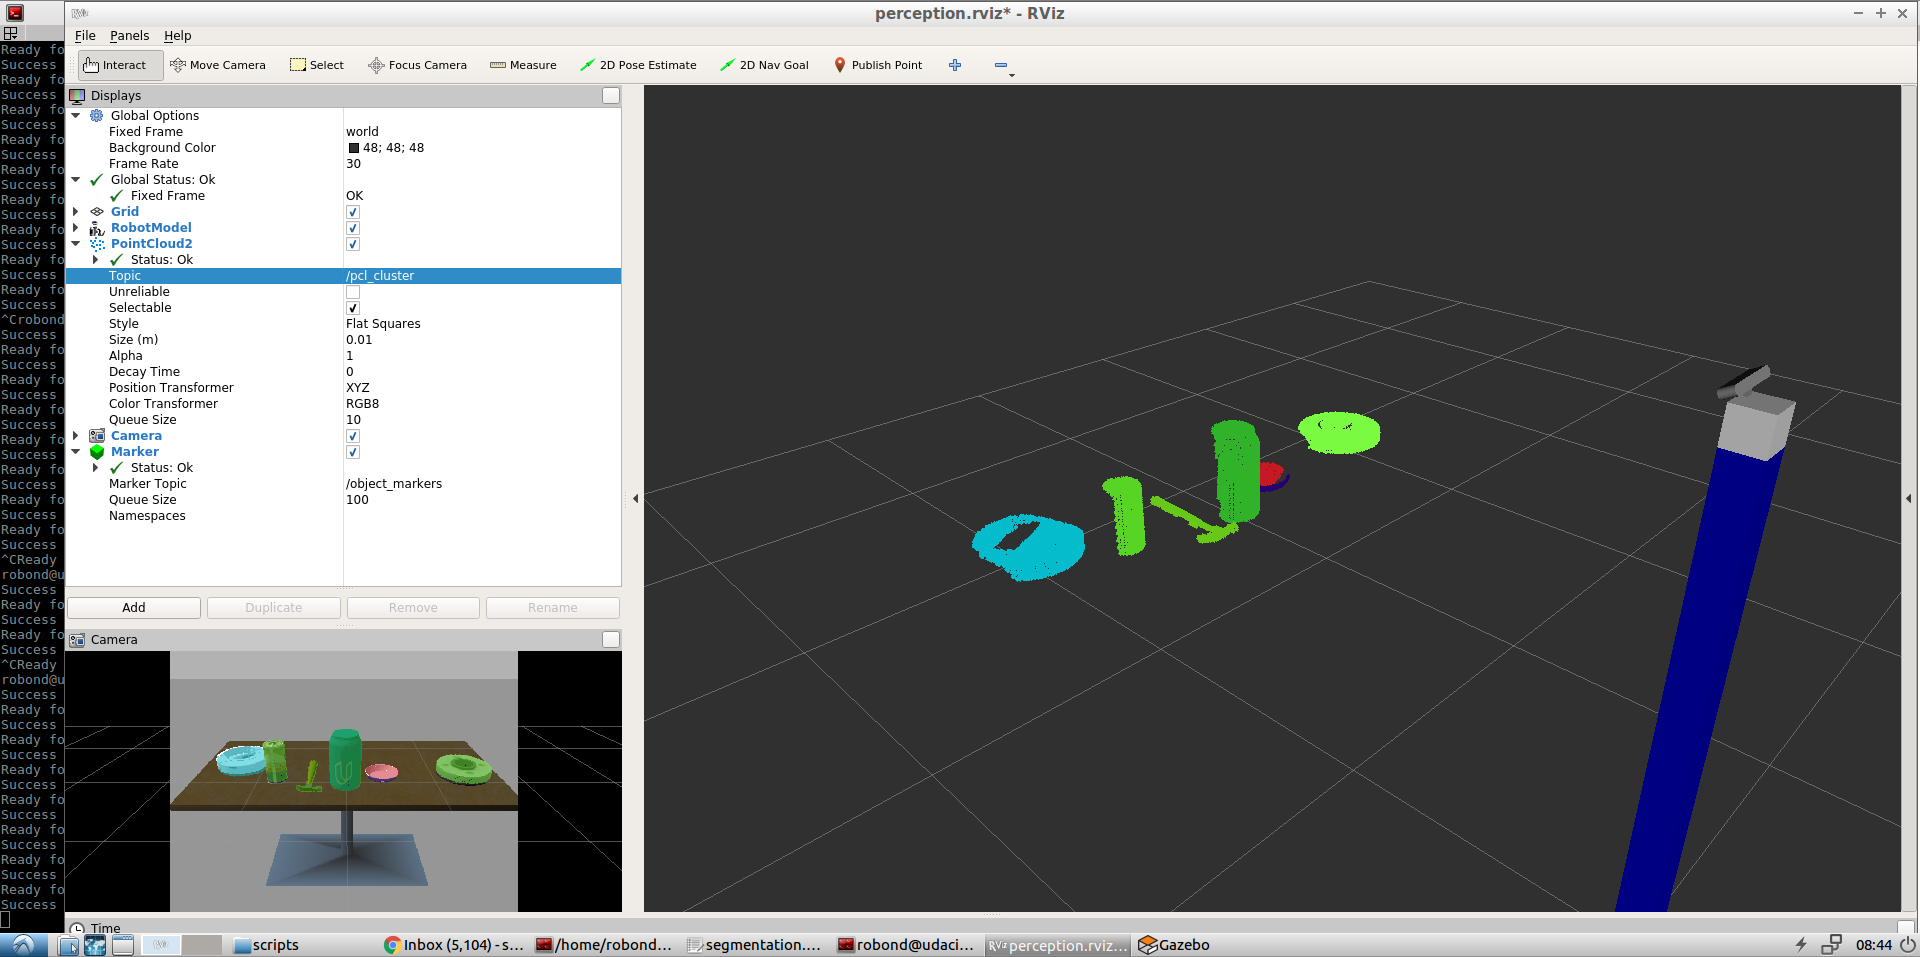 RViz perception.rviz* - RViz
File Panels Help
Interact Move Camera Select Focus Camera Measure 2D Pose Estimate 2D Nav Goal Publish Point
Displays
Global Options
Fixed Frame world
Background Color 48; 48; 48
Frame Rate 30
Global Status: Ok
Fixed Frame OK
Grid
RobotModel
PointCloud2
Status: Ok
Topic /pcl_cluster
Unreliable
Selectable
Style Flat Squares
Size (m) 0.01
Alpha 1
Decay Time 0
Position Transformer XYZ
Color Transformer RGB8
Queue Size 10
Camera
Marker
Status: Ok
Marker Topic /object_markers
Queue Size 100
Namespaces
Add Duplicate Remove Rename
Camera
Time
Ready fo
Success
Ready fo
Success
Ready fo
Success
Ready fo
Success
Ready fo
Success
Ready fo
Success
Ready fo
Success
Ready fo
Success
Ready fo
Success
^Crobond
Success
Ready fo
Success
Ready fo
Success
Ready fo
Success
Ready fo
Success
Ready fo
Success
Ready fo
Success
Ready fo
Success
^CReady
robond@u
Success
Ready fo
Success
Ready fo
Success
^CReady
robond@u
Success
Ready fo
Success
Ready fo
Success
Ready fo
Success
Ready fo
Success
Ready fo
Success
Ready fo
Success
Ready fo
Success
scripts Inbox (5,104) - s... /home/robond... segmentation.... robond@udaci... RViz perception.rviz... Gazebo 08:44